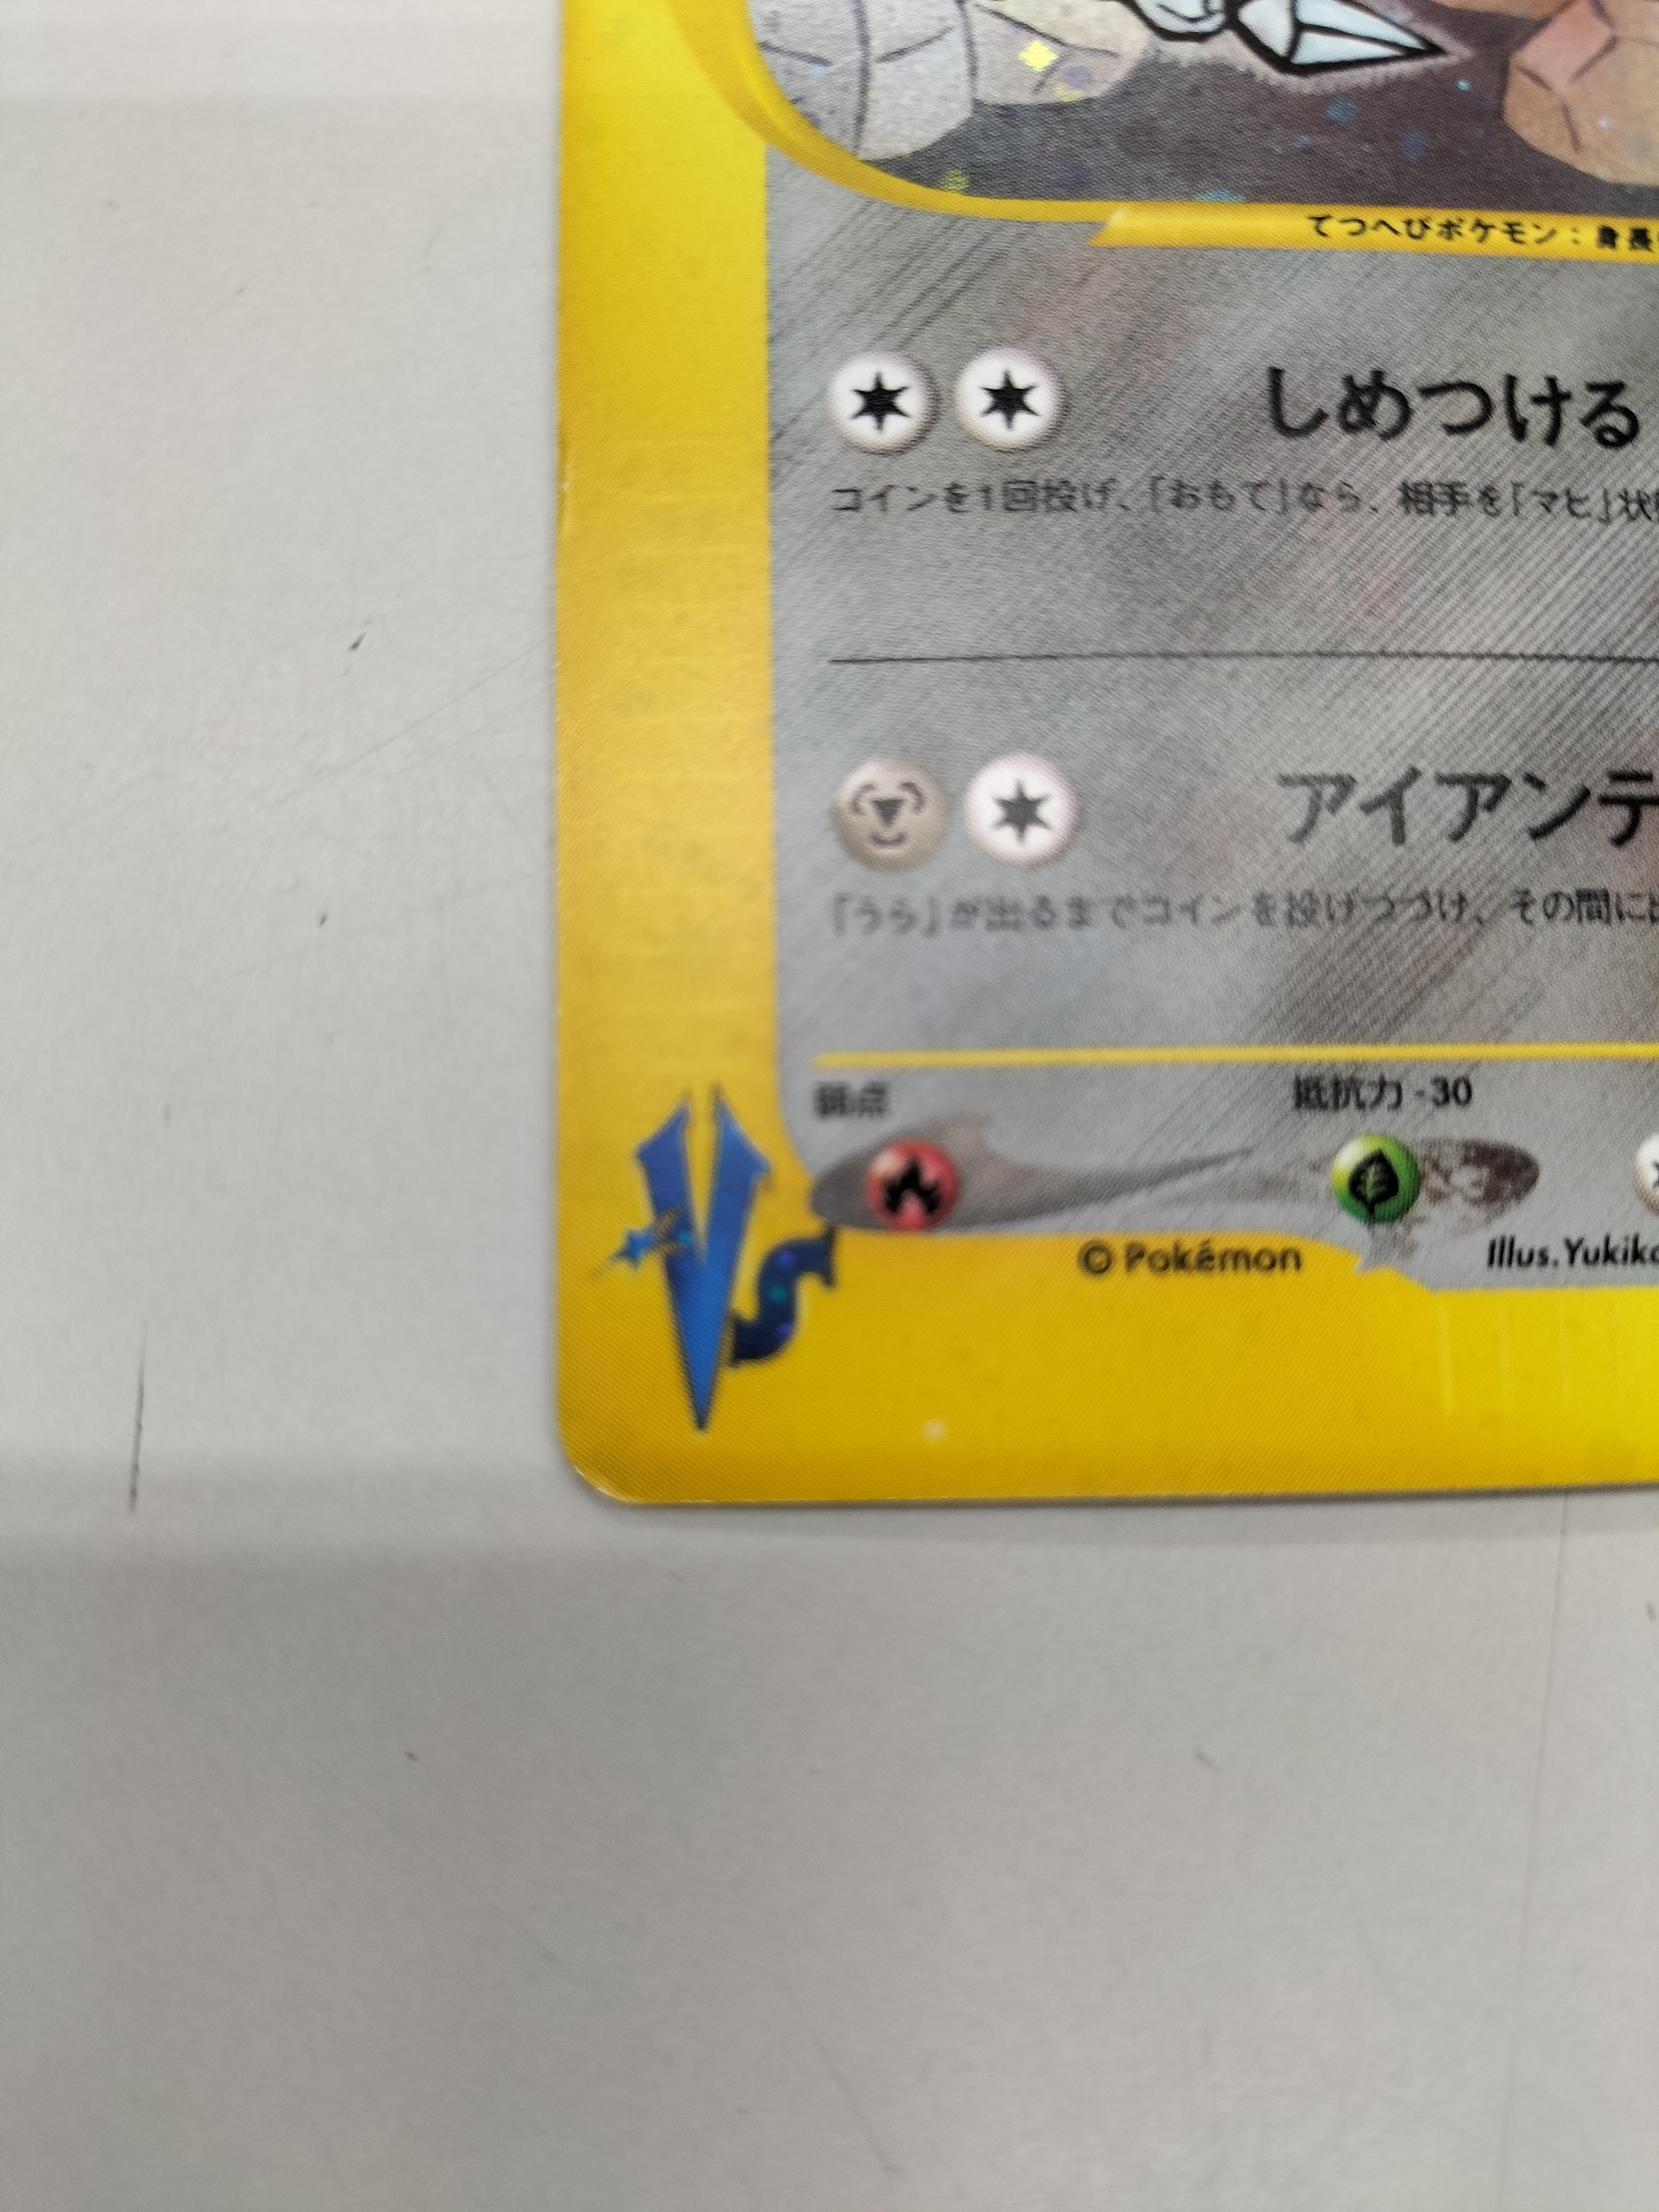 てつへびポケモン：身長
しめつける
コインを1回投げ、「おもて」なら、相手を「マヒ」状
アイアンテ
「うら」が出るまでコインを投げつづけ、その間に
弱点
抵抗力 -30
© Pokémon
Illus. Yukiko
VS